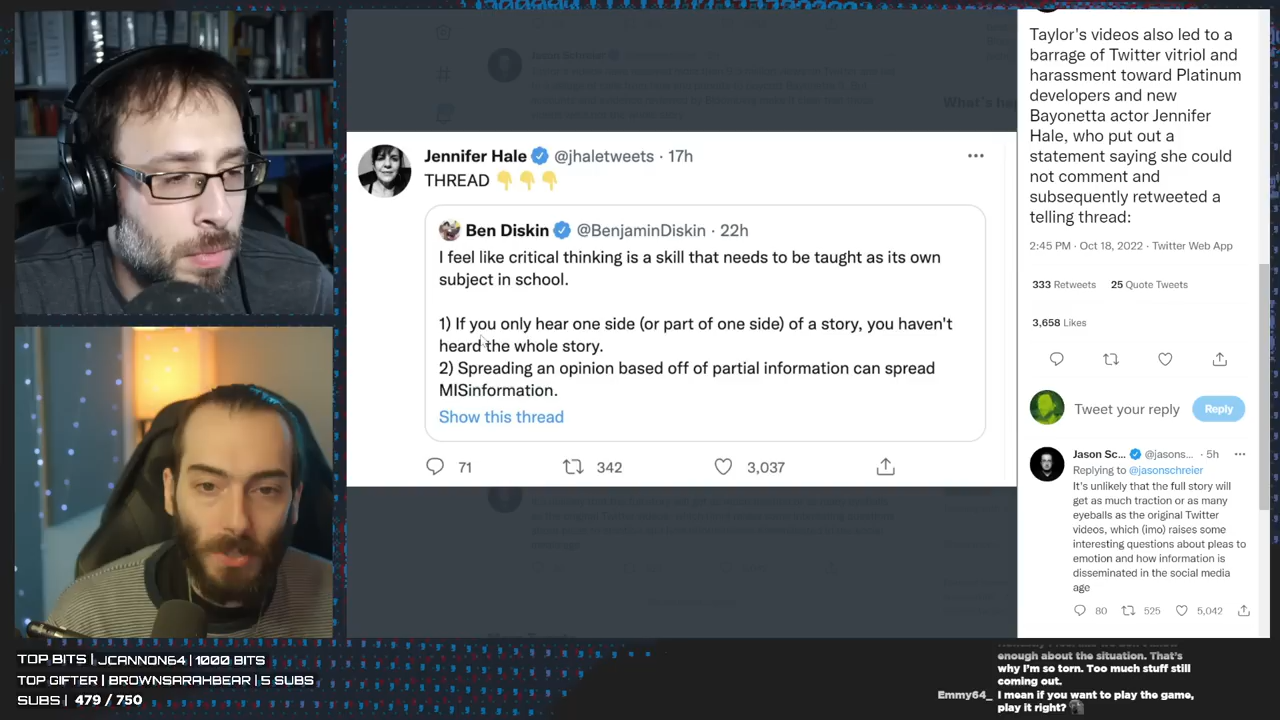 Jennifer Hale @jhaletweets · 17h
THREAD 👇👇👇
Ben Diskin @BenjaminDiskin · 22h
I feel like critical thinking is a skill that needs to be taught as its own
subject in school.
1) If you only hear one side (or part of one side) of a story, you haven't
heard the whole story.
2) Spreading an opinion based off of partial information can spread
MISinformation.
Show this thread
71 342 3,037
Taylor's videos also led to a
barrage of Twitter vitriol and
harassment toward Platinum
developers and new
Bayonetta actor Jennifer
Hale, who put out a
statement saying she could
not comment and
subsequently retweeted a
telling thread:
2:45 PM · Oct 18, 2022 · Twitter Web App
333 Retweets 25 Quote Tweets
3,658 Likes
Tweet your reply Reply
Jason Sc... @jasons... · 5h
Replying to @jasonschreier
It's unlikely that the full story will
get as much traction or as many
eyeballs as the original Twitter
videos, which (imo) raises some
interesting questions about pleas to
emotion and how information is
disseminated in the social media
age
80 525 5,042
TOP BITS | JCANNON64 | 1000 BITS
TOP GIFTER | BROWNSARAHBEAR | 5 SUBS
SUBS | 479 / 750
enough about the situation. That's
why I'm so torn. Too much stuff still
coming out.
Emmy64_ I mean if you want to play the game,
play it right?